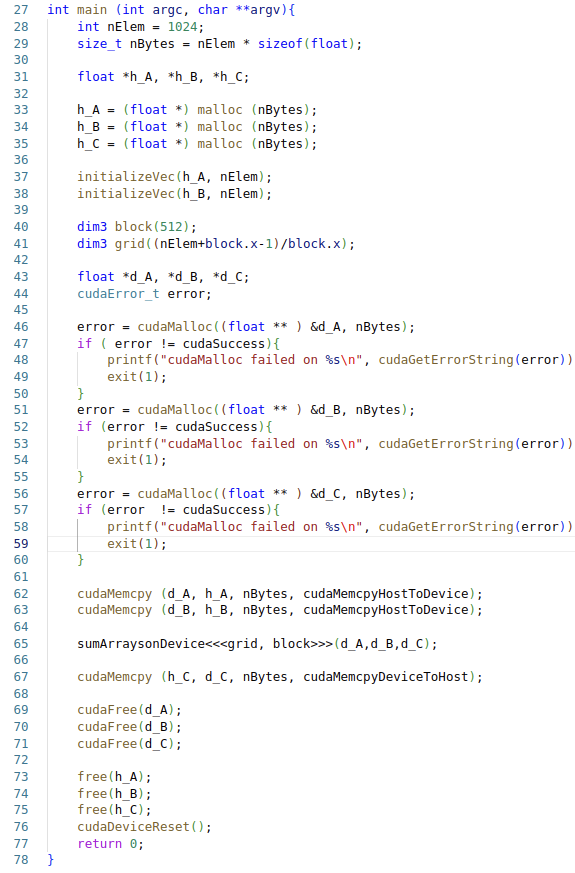 27 int main (int argc, char **argv){
28     int nElem = 1024;
29     size_t nBytes = nElem * sizeof(float);
30
31     float *h_A, *h_B, *h_C;
32
33     h_A = (float *) malloc (nBytes);
34     h_B = (float *) malloc (nBytes);
35     h_C = (float *) malloc (nBytes);
36
37     initializeVec(h_A, nElem);
38     initializeVec(h_B, nElem);
39
40     dim3 block(512);
41     dim3 grid((nElem+block.x-1)/block.x);
42
43     float *d_A, *d_B, *d_C;
44     cudaError_t error;
45
46     error = cudaMalloc((float ** ) &d_A, nBytes);
47     if ( error != cudaSuccess){
48         printf("cudaMalloc failed on %s\n", cudaGetErrorString(error))
49         exit(1);
50     }
51     error = cudaMalloc((float ** ) &d_B, nBytes);
52     if (error != cudaSuccess){
53         printf("cudaMalloc failed on %s\n", cudaGetErrorString(error))
54         exit(1);
55     }
56     error = cudaMalloc((float ** ) &d_C, nBytes);
57     if (error  != cudaSuccess){
58         printf("cudaMalloc failed on %s\n", cudaGetErrorString(error))
59         exit(1);
60     }
61
62     cudaMemcpy (d_A, h_A, nBytes, cudaMemcpyHostToDevice);
63     cudaMemcpy (d_B, h_B, nBytes, cudaMemcpyHostToDevice);
64
65     sumArraysonDevice<<<grid, block>>>(d_A,d_B,d_C);
66
67     cudaMemcpy (h_C, d_C, nBytes, cudaMemcpyDeviceToHost);
68
69     cudaFree(d_A);
70     cudaFree(d_B);
71     cudaFree(d_C);
72
73     free(h_A);
74     free(h_B);
75     free(h_C);
76     cudaDeviceReset();
77     return 0;
78 }